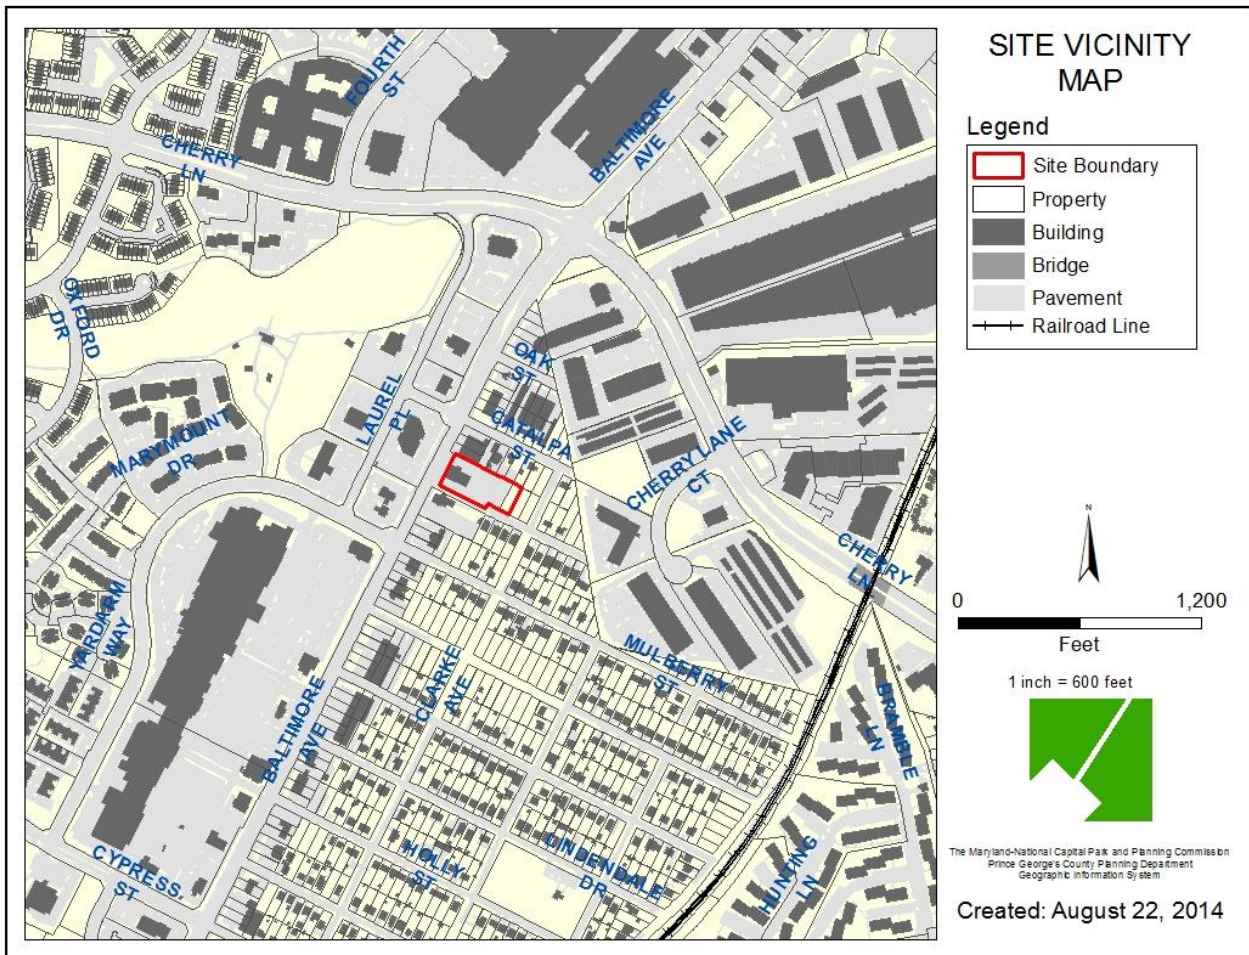 SITE VICINITY
MAP
Legend
Site Boundary
Property
Building
Bridge
Pavement
Railroad Line
N
0 1,200
Feet
1 inch = 600 feet
The Maryland-National Capital Park and Planning Commission
Prince George's County Planning Department
Geographic Information System
Created: August 22, 2014
FOURTH
ST
BALTIMORE
AVE
CHERRY
LN
OXFORD
DR
OAK
ST
LAUREL
PL
CATALPA
ST
MARYMOUNT
DR
CHERRY LANE
CT
CHERRY
LN
YARDARM
WAY
MULBERRY
ST
CLARKE
AVE
BALTIMORE
AVE
BRAMBLE
LN
CYPRESS
ST
HOLLY
ST
LINDENDALE
DR
HUNTING
LN